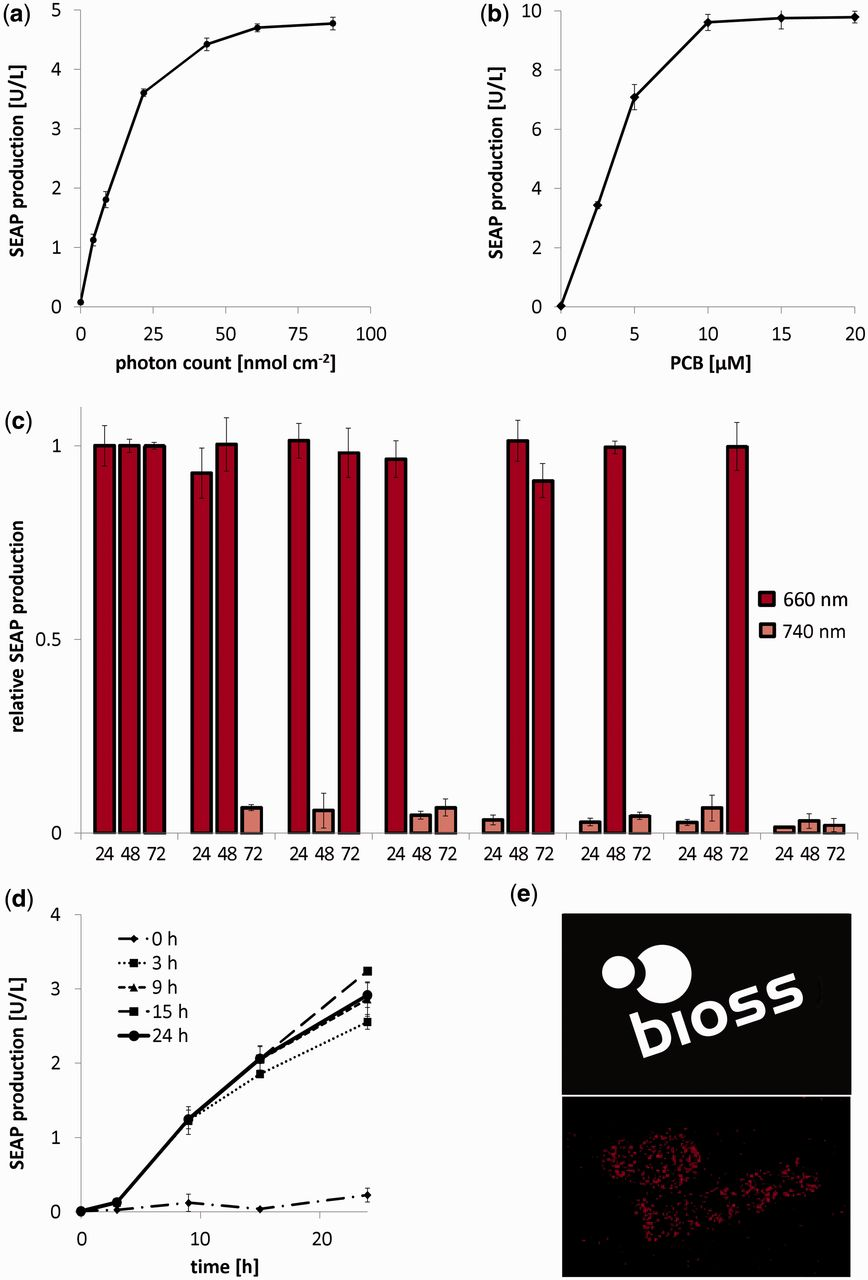 (a)
5
4
3
2
1
0
SEAP production [U/L]
0 25 50 75 100
photon count [nmol cm-2]
(b)
10
8
6
4
2
0
SEAP production [U/L]
0 5 10 15 20
PCB [µM]
(c)
1
0.5
0
relative SEAP production
660 nm
740 nm
24 48 72 24 48 72 24 48 72 24 48 72 24 48 72 24 48 72 24 48 72 24 48 72
(d)
4
3
2
1
0
SEAP production [U/L]
0 h
3 h
9 h
15 h
24 h
0 10 20
time [h]
(e)
bioss